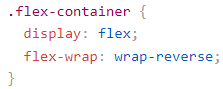 .flex-container {
  display: flex;
  flex-wrap: wrap-reverse;
}